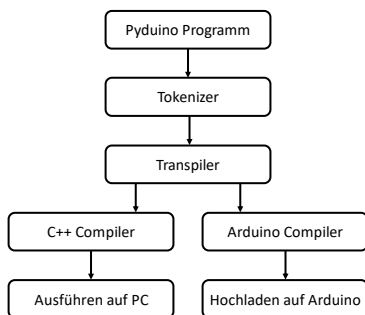 Pyduino Programm
Tokenizer
Transpiler
C++ Compiler
Arduino Compiler
Ausführen auf PC
Hochladen auf Arduino